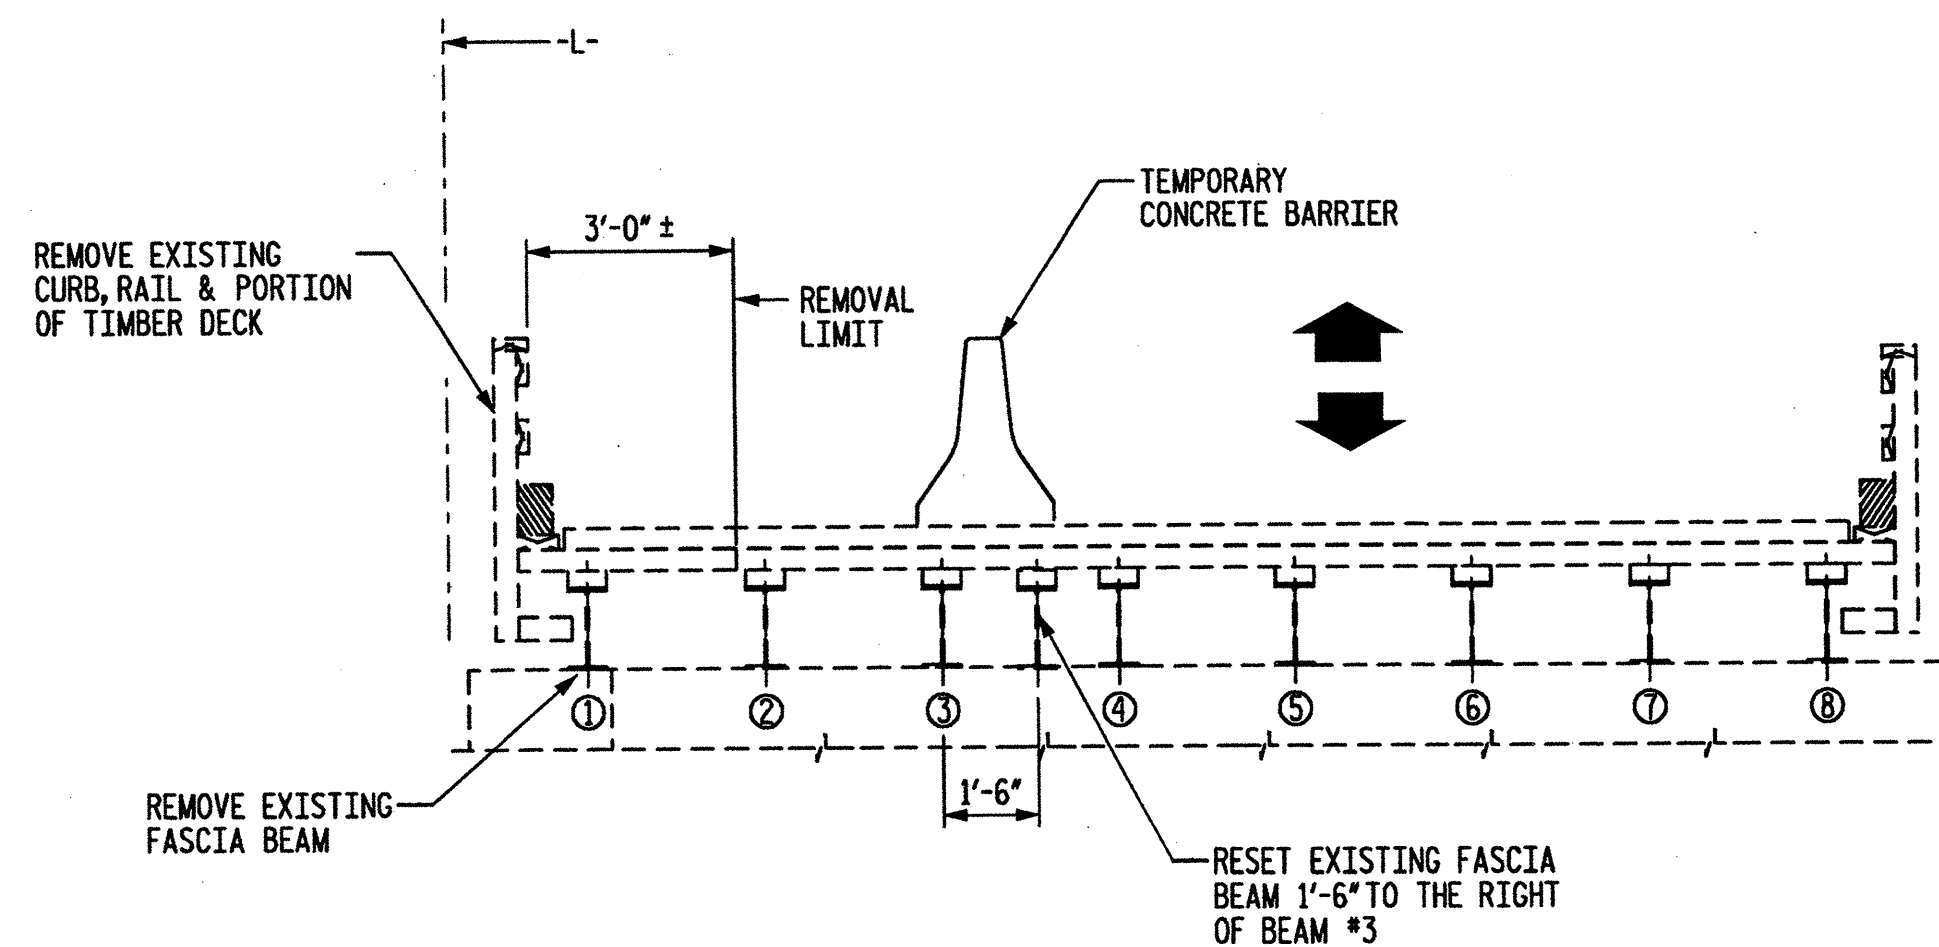 -L-
TEMPORARY
CONCRETE BARRIER
3'-0" ±
REMOVE EXISTING
CURB, RAIL & PORTION
OF TIMBER DECK
REMOVAL
LIMIT
1 2 3 4 5 6 7 8
1'-6"
REMOVE EXISTING
FASCIA BEAM
RESET EXISTING FASCIA
BEAM 1'-6" TO THE RIGHT
OF BEAM #3